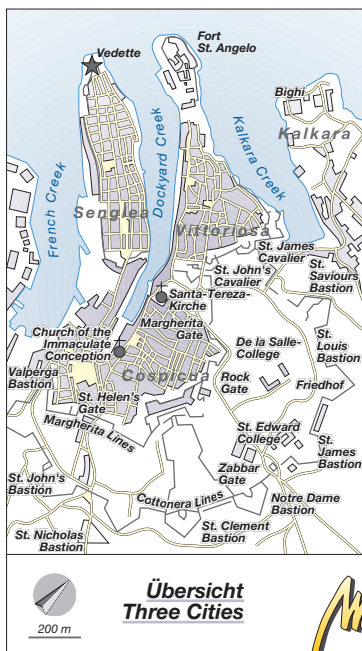 Fort
St. Angelo
Vedette
Bighi
Kalkara
Kalkara Creek
Dockyard Creek
French Creek
Senglea
Vittoriosa
St. James
Cavalier
St. John's
Cavalier
St.
Saviours
Bastion
Santa-Tereza-
Kirche
Margherita
Gate
Church of the
Immaculate
Conception
St.
Louis
Bastion
De la Salle-
College
Valperga
Bastion
Cospicua
Rock
Gate
Friedhof
St. Helen's
Gate
Margherita Lines
St. Edward
College
St.
James
Bastion
Zabbar
Gate
St. John's
Bastion
Cottonera Lines
Notre Dame
Bastion
St. Clement
Bastion
St. Nicholas
Bastion
Übersicht
Three Cities
200 m